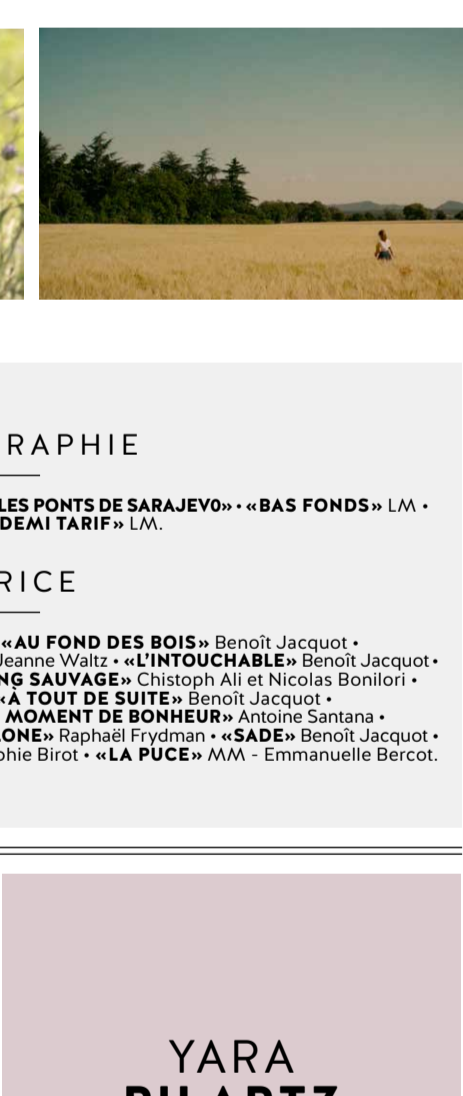 RAPHIE
LES PONTS DE SARAJEV0» • «BAS FONDS» LM •
DEMI TARIF» LM.
RICE
«AU FOND DES BOIS» Benoît Jacquot •
Jeanne Waltz • «L'INTOUCHABLE» Benoît Jacquot •
NG SAUVAGE» Chistoph Ali et Nicolas Bonilori •
«À TOUT DE SUITE» Benoît Jacquot •
MOMENT DE BONHEUR» Antoine Santana •
ONE» Raphaël Frydman • «SADE» Benoît Jacquot •
phie Birot • «LA PUCE» MM - Emmanuelle Bercot.
YARA